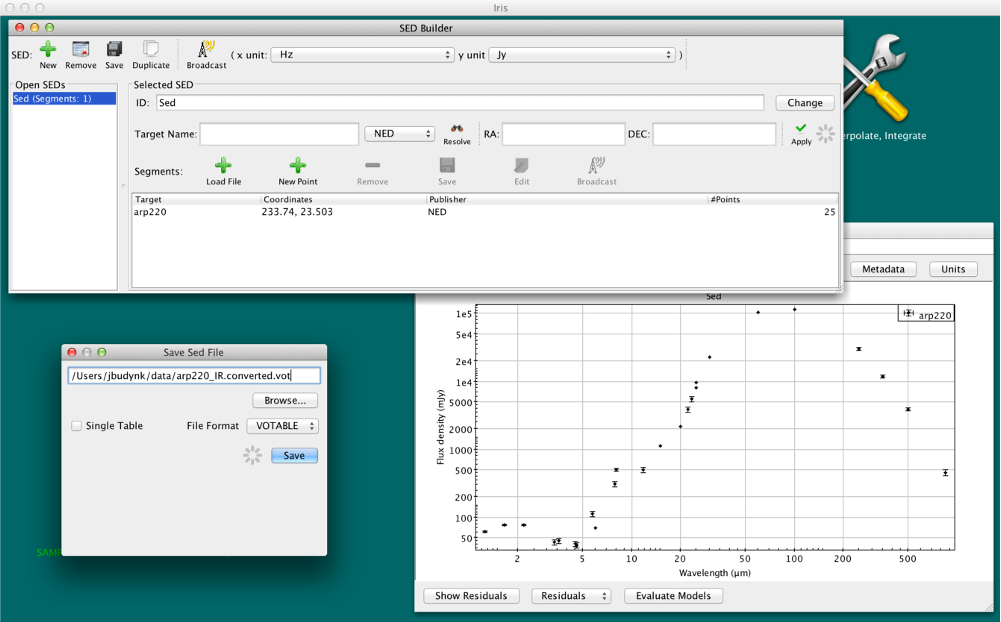 Iris
SED Builder
SED:
New
Remove
Save
Duplicate
Broadcast
( x unit: Hz y unit Jy )
Open SEDs
Sed (Segments: 1)
Selected SED
ID: Sed
Change
Target Name:
NED
Resolve
RA:
DEC:
Apply
Segments:
Load File
New Point
Remove
Save
Edit
Broadcast
Target Coordinates Publisher #Points
arp220 233.74, 23.503 NED 25
Integrate
Metadata
Units
Save Sed File
/Users/jbudynk/data/arp220_IR.converted.vot
Browse...
Single Table
File Format VOTABLE
Save
Sed
arp220
Flux density (mJy)
1e5
5e4
2e4
1e4
5000
2000
1000
500
200
100
50
2 5 10 20 50 100 200 500
Wavelength (μm)
Show Residuals
Residuals
Evaluate Models